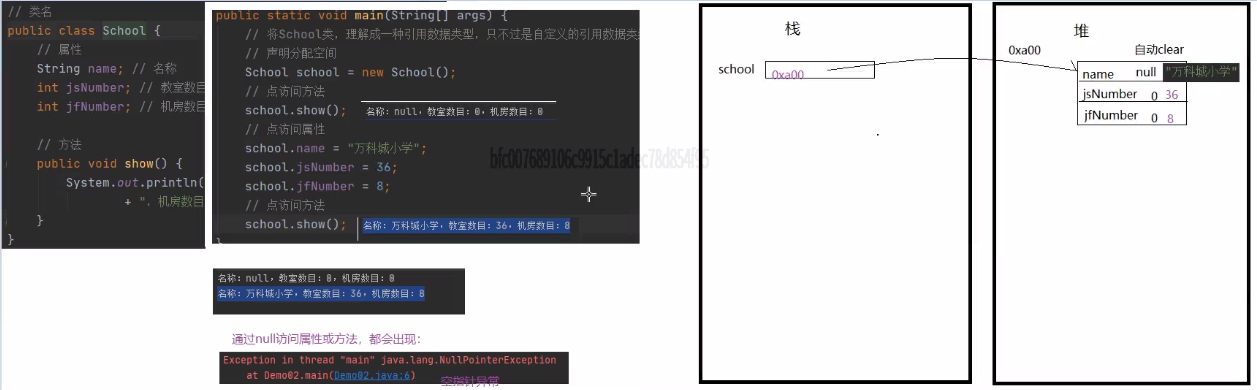 // 类名
public class School {
// 属性
String name; // 名称
int jsNumber; // 教室数目
int jfNumber; // 机房数目
// 方法
public void show() {
System.out.println(
+ ", 机房数目
}
}
public static void main(String[] args) {
// 将School类，理解成一种引用数据类型，只不过是自定义的引用数据类
// 声明分配空间
School school = new School();
// 点访问方法
school.show();
名称：null，教室数目：0，机房数目：0
// 点访问属性
school.name = "万科城小学";
school.jsNumber = 36;
school.jfNumber = 8;
// 点访问方法
school.show();
名称：万科城小学，教室数目：36，机房数目：8
}
bfc007689106c9915c1adec78d854f95
名称：null，教室数目：0，机房数目：0
名称：万科城小学，教室数目：36，机房数目：8
通过null访问属性或方法，都会出现：
Exception in thread "main" java.lang.NullPointerException
at Demo02.main(Demo02.java:6)
空指针异常
栈
school
0xa00
堆
0xa00
自动clear
name null "万科城小学"
jsNumber 0 36
jfNumber 0 8